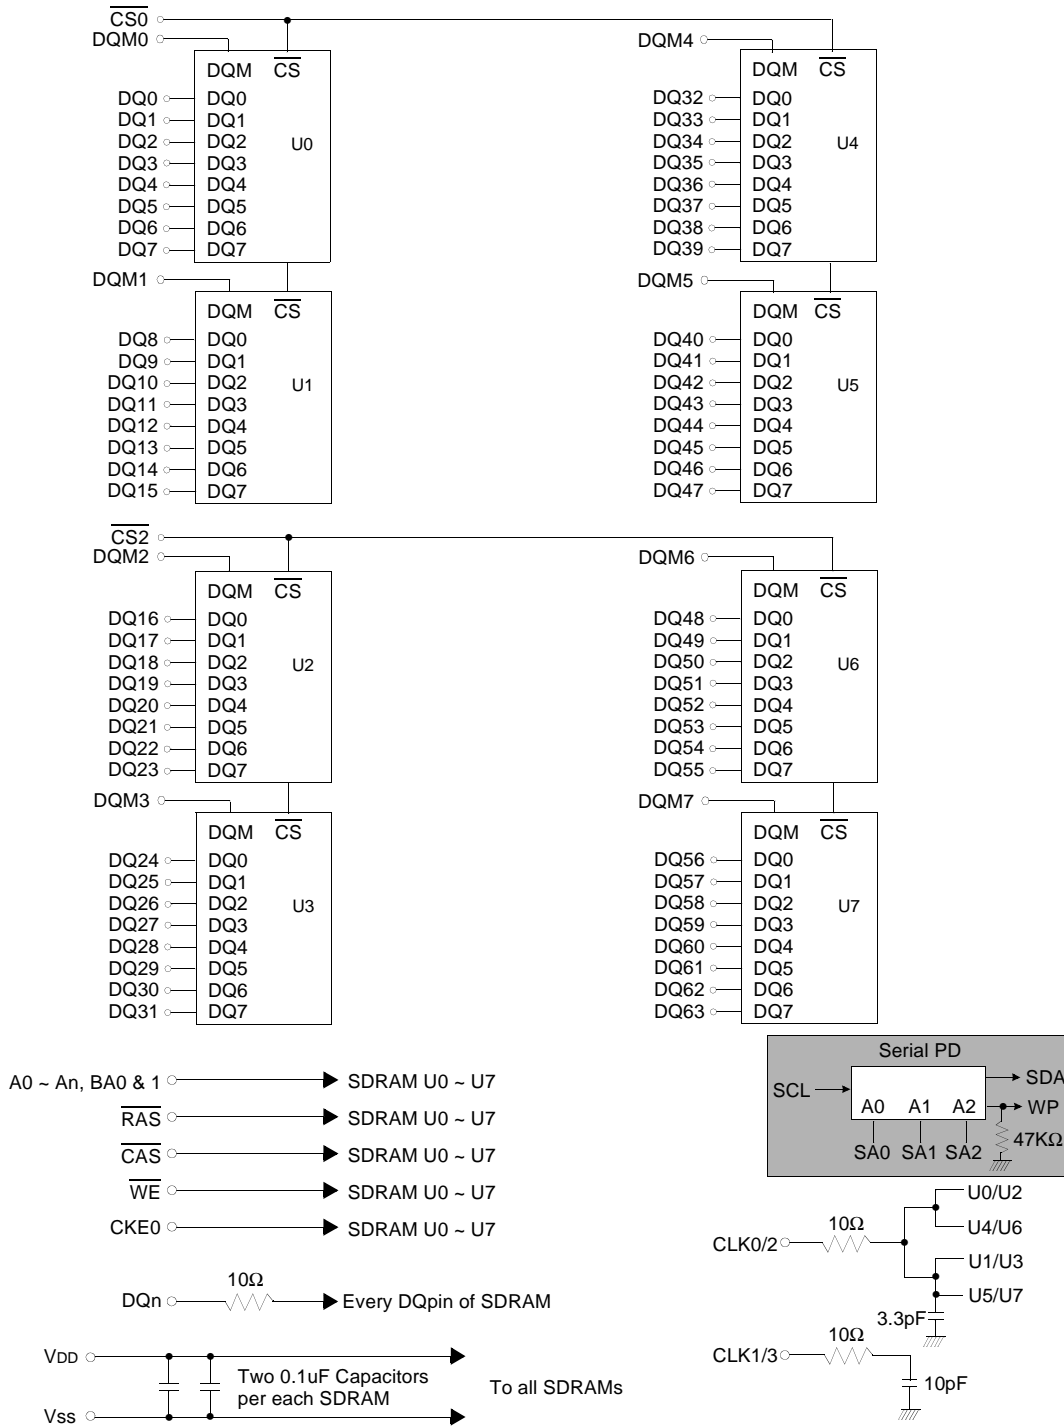 CS0
DQM0
DQM CS
DQ0 DQ0
DQ1 DQ1
DQ2 DQ2 U0
DQ3 DQ3
DQ4 DQ4
DQ5 DQ5
DQ6 DQ6
DQ7 DQ7
DQM1
DQM CS
DQ8 DQ0
DQ9 DQ1
DQ10 DQ2 U1
DQ11 DQ3
DQ12 DQ4
DQ13 DQ5
DQ14 DQ6
DQ15 DQ7
DQM4
DQM CS
DQ32 DQ0
DQ33 DQ1
DQ34 DQ2 U4
DQ35 DQ3
DQ36 DQ4
DQ37 DQ5
DQ38 DQ6
DQ39 DQ7
DQM5
DQM CS
DQ40 DQ0
DQ41 DQ1
DQ42 DQ2 U5
DQ43 DQ3
DQ44 DQ4
DQ45 DQ5
DQ46 DQ6
DQ47 DQ7
CS2
DQM2
DQM CS
DQ16 DQ0
DQ17 DQ1
DQ18 DQ2 U2
DQ19 DQ3
DQ20 DQ4
DQ21 DQ5
DQ22 DQ6
DQ23 DQ7
DQM3
DQM CS
DQ24 DQ0
DQ25 DQ1
DQ26 DQ2 U3
DQ27 DQ3
DQ28 DQ4
DQ29 DQ5
DQ30 DQ6
DQ31 DQ7
DQM6
DQM CS
DQ48 DQ0
DQ49 DQ1
DQ50 DQ2 U6
DQ51 DQ3
DQ52 DQ4
DQ53 DQ5
DQ54 DQ6
DQ55 DQ7
DQM7
DQM CS
DQ56 DQ0
DQ57 DQ1
DQ58 DQ2 U7
DQ59 DQ3
DQ60 DQ4
DQ61 DQ5
DQ62 DQ6
DQ63 DQ7
A0 ~ An, BA0 & 1 SDRAM U0 ~ U7
RAS SDRAM U0 ~ U7
CAS SDRAM U0 ~ U7
WE SDRAM U0 ~ U7
CKE0 SDRAM U0 ~ U7
10Ω
DQn Every DQpin of SDRAM
VDD
Two 0.1uF Capacitors
per each SDRAM
To all SDRAMs
Vss
Serial PD
SCL SDA
A0 A1 A2 WP
47KΩ
SA0 SA1 SA2
U0/U2
10Ω
U4/U6
CLK0/2
U1/U3
U5/U7
3.3pF
10Ω
CLK1/3
10pF